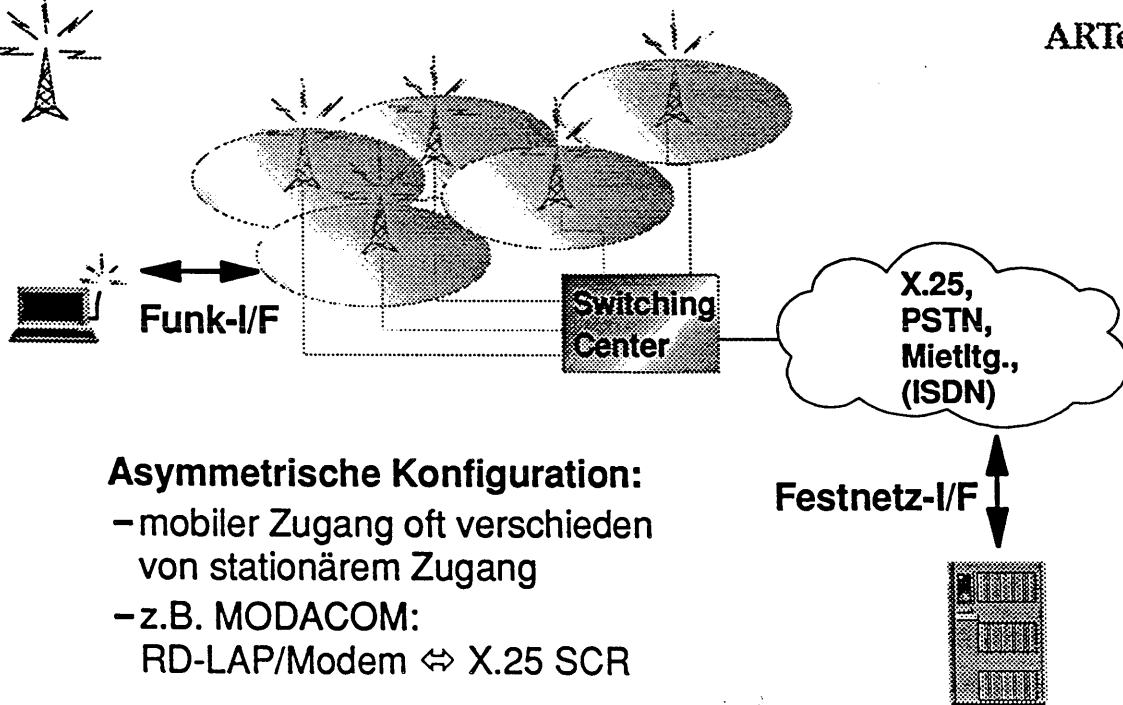 ARTe
Funk-I/F
Switching
Center
X.25,
PSTN,
Mietltg.,
(ISDN)
Festnetz-I/F
Asymmetrische Konfiguration:
– mobiler Zugang oft verschieden
von stationärem Zugang
– z.B. MODACOM:
RD-LAP/Modem ⇔ X.25 SCR